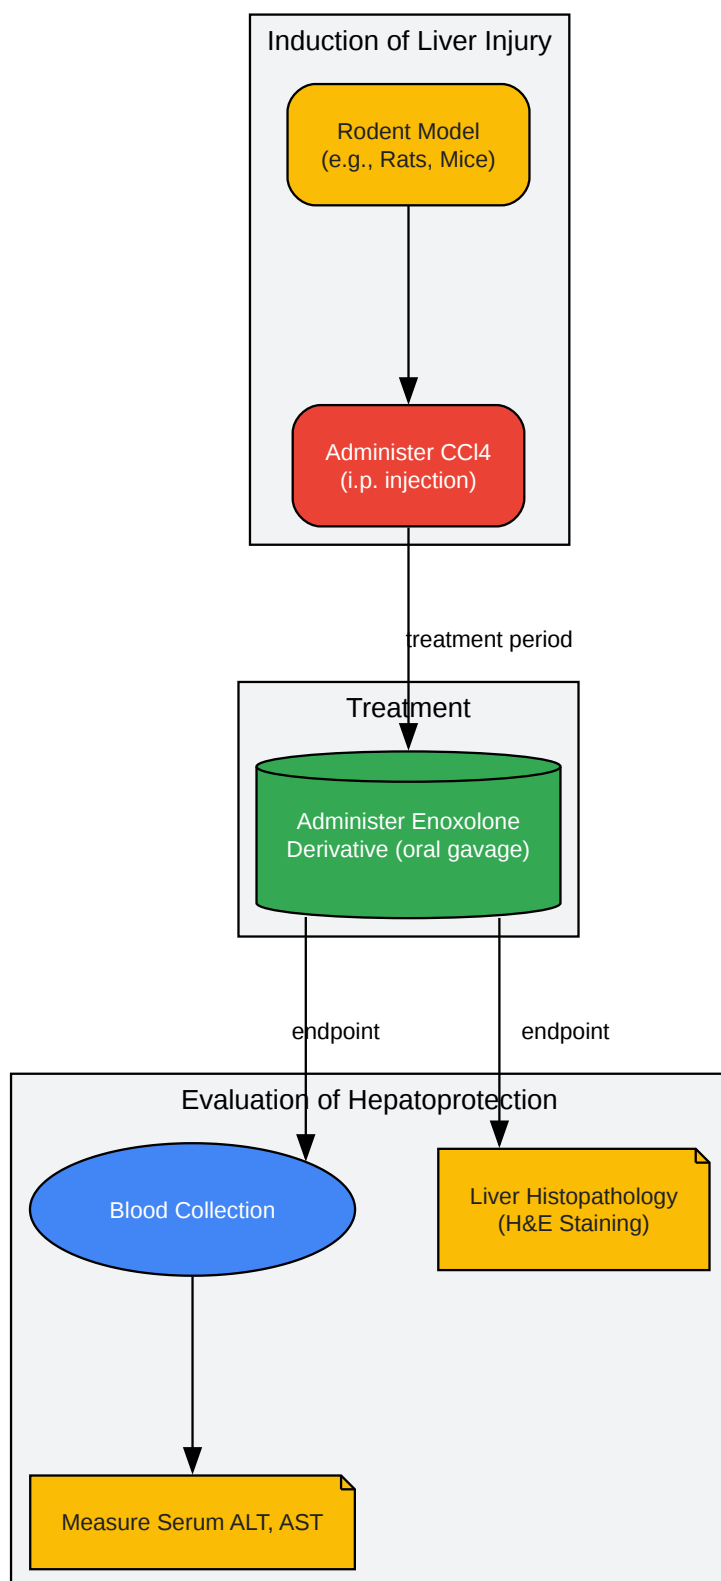 Induction of Liver Injury
Rodent Model
(e.g., Rats, Mice)
Administer CCl4
(i.p. injection)
treatment period
Treatment
Administer Enoxolone
Derivative (oral gavage)
endpoint
endpoint
Evaluation of Hepatoprotection
Blood Collection
Liver Histopathology
(H&E Staining)
Measure Serum ALT, AST